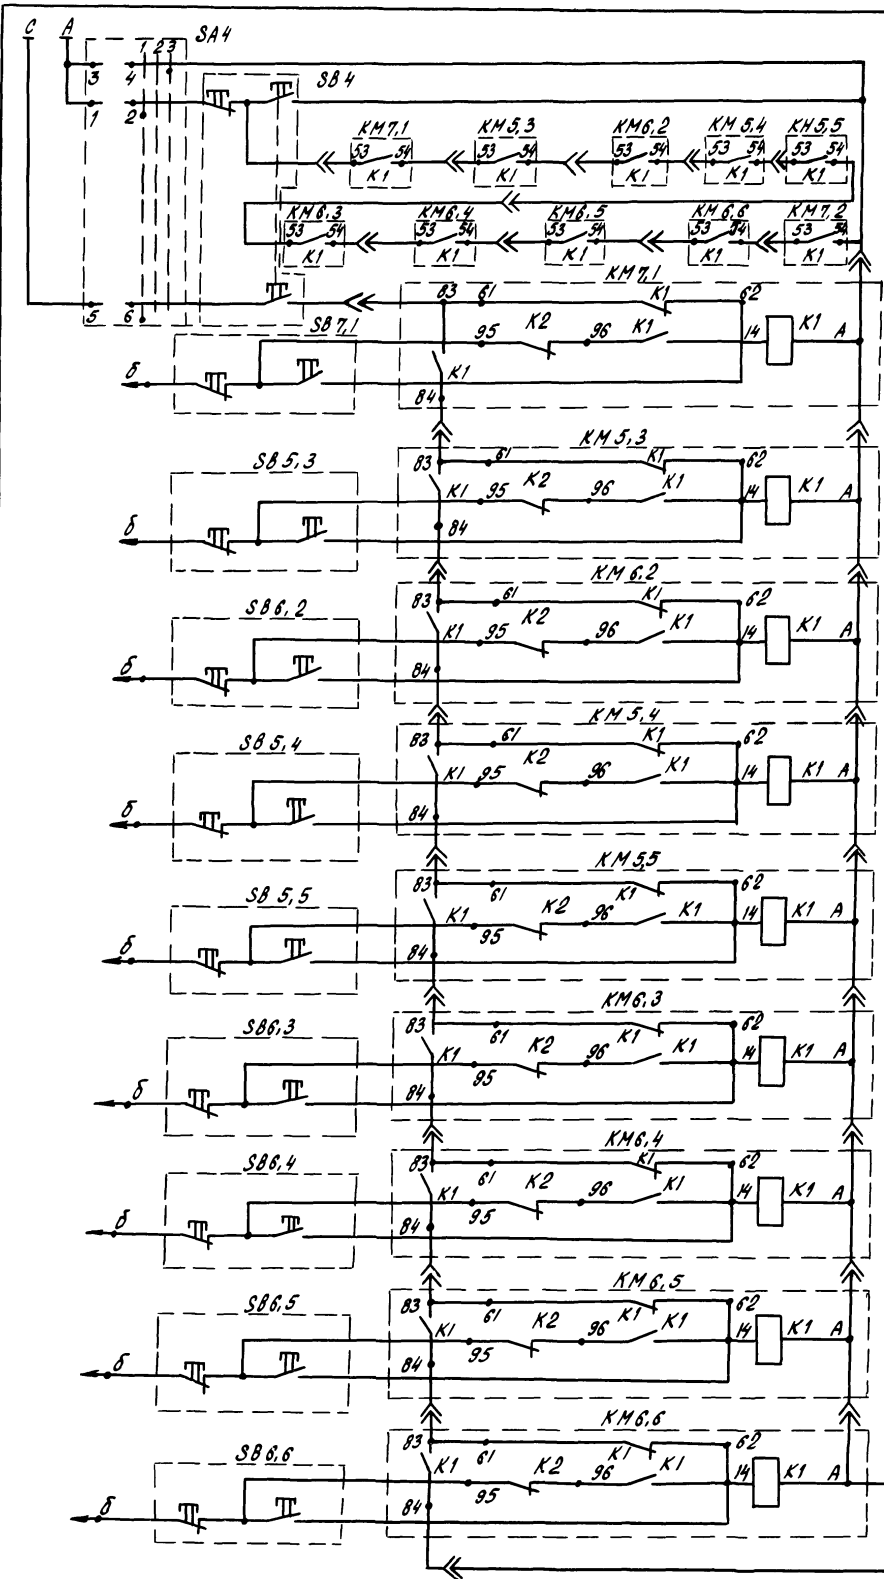 C A SA4
1 2 3
3 4 SB4
1 2
KM7,1 KM5,3 KM6,2 KM5,4 KH5,5
53 54 53 54 53 54 53 54 53 54
K1 K1 K1 K1 K1
KM6,3 KM6,4 KM6,5 KM6,6 KM7,2
53 54 53 54 53 54 53 54 53 54
K1 K1 K1 K1 K1
KM7,1
5 6 83 61 K1 62
SB7,1 95 K2 96 K1 14 K1 A
б K1
84
KM5,3
SB5,3 83 61 K1 62
K1 95 K2 96 K1 14 K1 A
б 84
KM6,2
SB6,2 83 61 K1 62
K1 95 K2 96 K1 14 K1 A
б 84
KM5,4
SB5,4 83 61 K1 62
K1 95 K2 96 K1 14 K1 A
б 84
KM5,5
SB5,5 83 61 K1 62
K1 95 K2 96 K1 14 K1 A
б 84
KM6,3
SB6,3 83 61 K1 62
K1 95 K2 96 K1 14 K1 A
б 84
KM6,4
SB6,4 83 61 K1 62
K1 95 K2 96 K1 14 K1 A
б 84
KM6,5
SB6,5 83 61 K1 62
K1 95 K2 96 K1 14 K1 A
б 84
KM6,6
SB6,6 83 61 K1 62
K1 95 K2 96 K1 14 K1 A
б 84